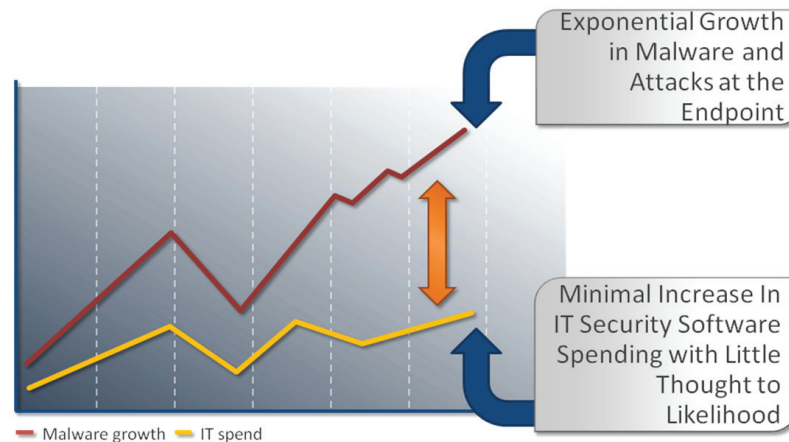 Exponential Growth
in Malware and
Attacks at the
Endpoint
Minimal Increase In
IT Security Software
Spending with Little
Thought to
Likelihood
Malware growth IT spend